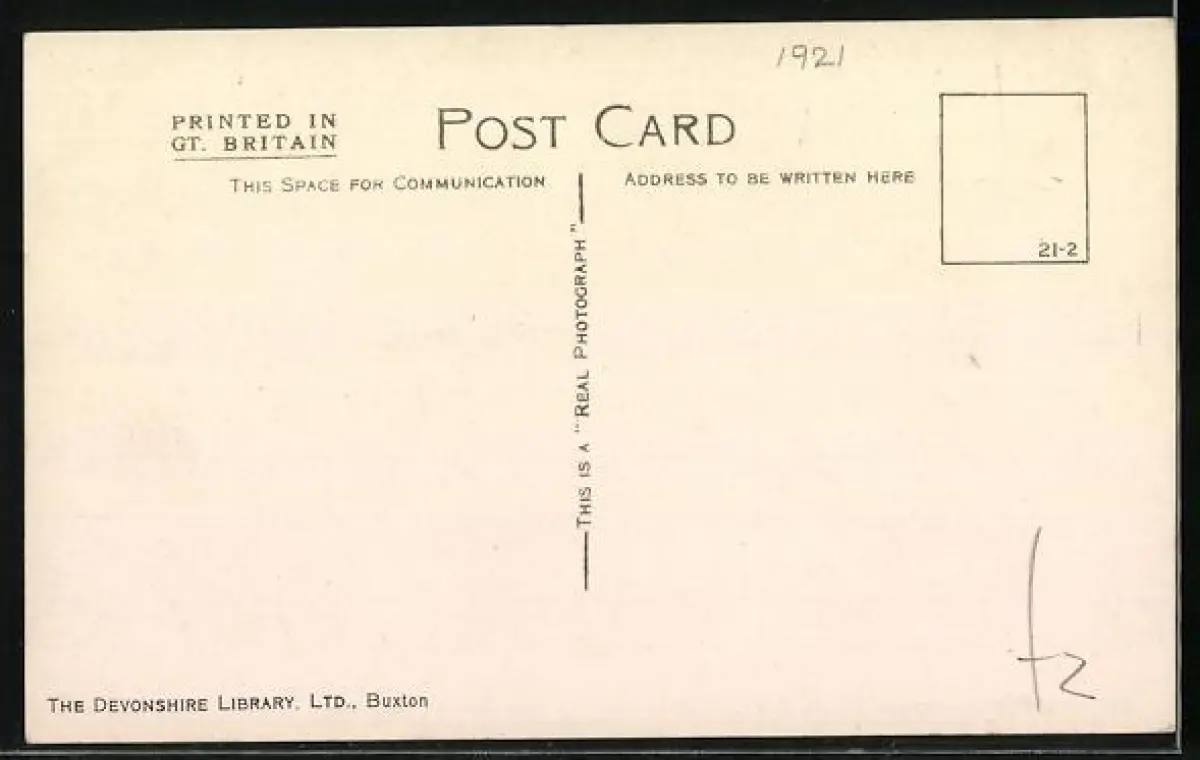 1921
PRINTED IN
GT. BRITAIN
POST CARD
THIS SPACE FOR COMMUNICATION
ADDRESS TO BE WRITTEN HERE
21-2
THIS IS A "REAL PHOTOGRAPH"
THE DEVONSHIRE LIBRARY, LTD., Buxton